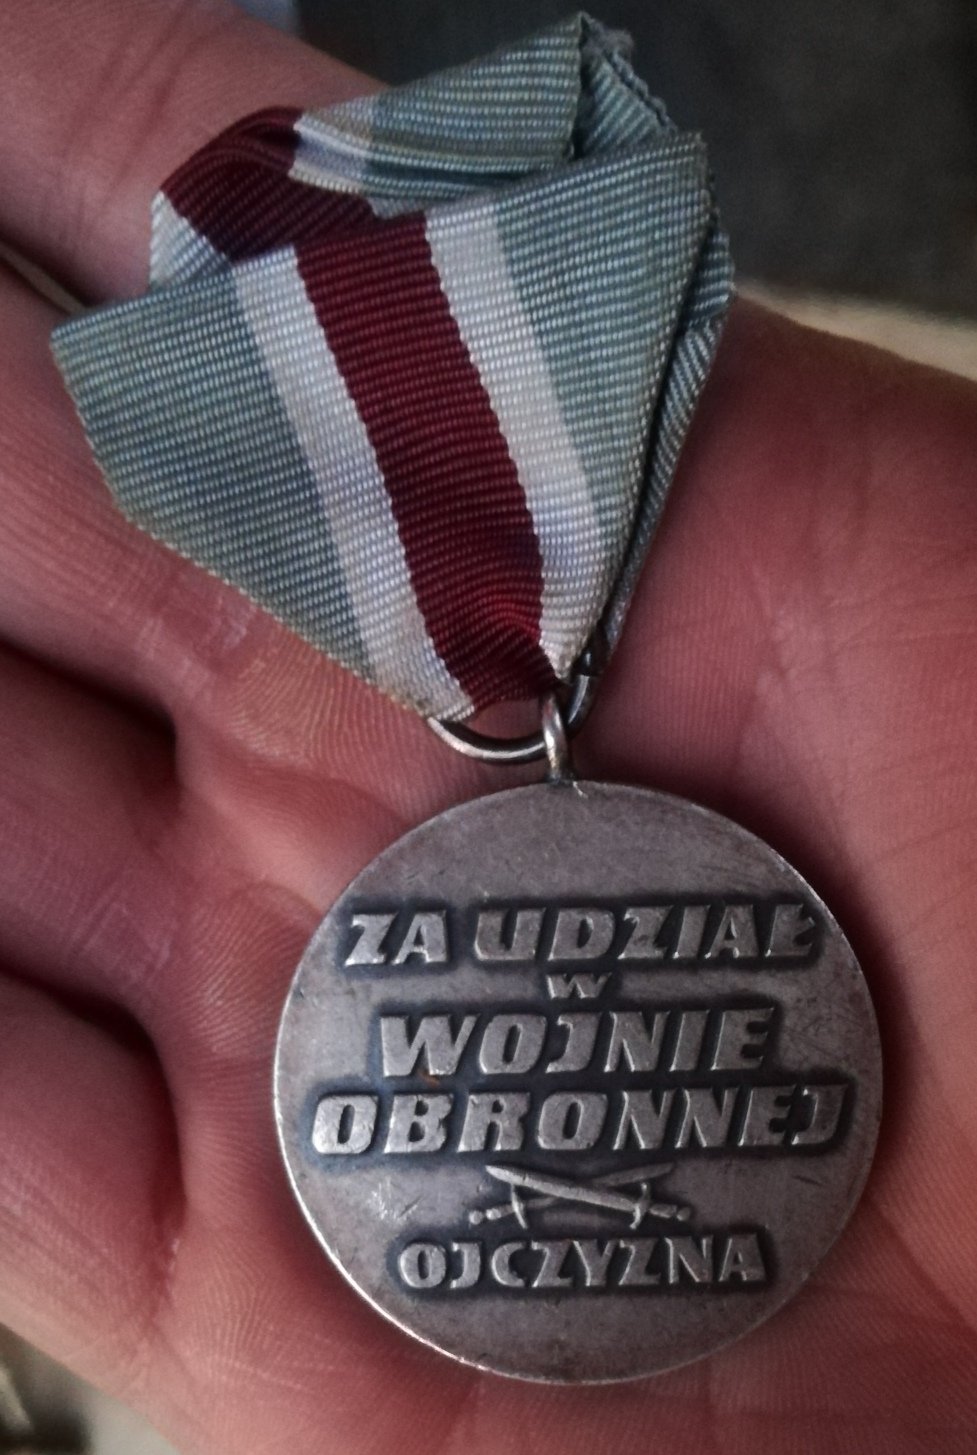 ZA UDZIAŁ
W
WOJNIE
OBRONNEJ
OJCZYZNA